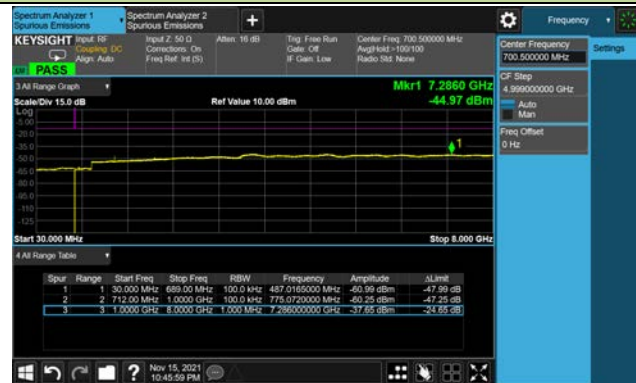 Spectrum Analyzer 1
Spurious Emissions
Spectrum Analyzer 2
Spurious Emissions
+
Frequency
KEYSIGHT
Input: RF
Coupling: DC
Align: Auto
Input Z: 50 Ω
Corrections: On
Freq Ref: Int (S)
Atten: 16 dB
Trig: Free Run
Gate: Off
IF Gain: Low
Center Freq: 700.500000 MHz
Avg|Hold:>100/100
Radio Std: None
PASS
Center Frequency
700.500000 MHz
Settings
CF Step
4.999000000 GHz
Auto
Man
Freq Offset
0 Hz
3 All Range Graph
Mkr1 7.2860 GHz
Scale/Div 15.0 dB
Ref Value 10.00 dBm
-44.97 dBm
Log
-5.00
-20.0
-35.0
-50.0
-65.0
-80.0
-95.0
-110
-125
1
Start 30.000 MHz
Stop 8.000 GHz
4 All Range Table
Spur Range Start Freq Stop Freq RBW Frequency Amplitude ΔLimit
1 1 30.000 MHz 689.00 MHz 100.0 kHz 487.0165000 MHz -60.99 dBm -47.99 dB
2 2 712.00 MHz 1.0000 GHz 100.0 kHz 775.0720000 MHz -60.25 dBm -47.25 dB
3 3 1.0000 GHz 8.0000 GHz 1.000 MHz 7.286000000 GHz -37.65 dBm -24.65 dB
?
Nov 15, 2021
10:45:59 PM